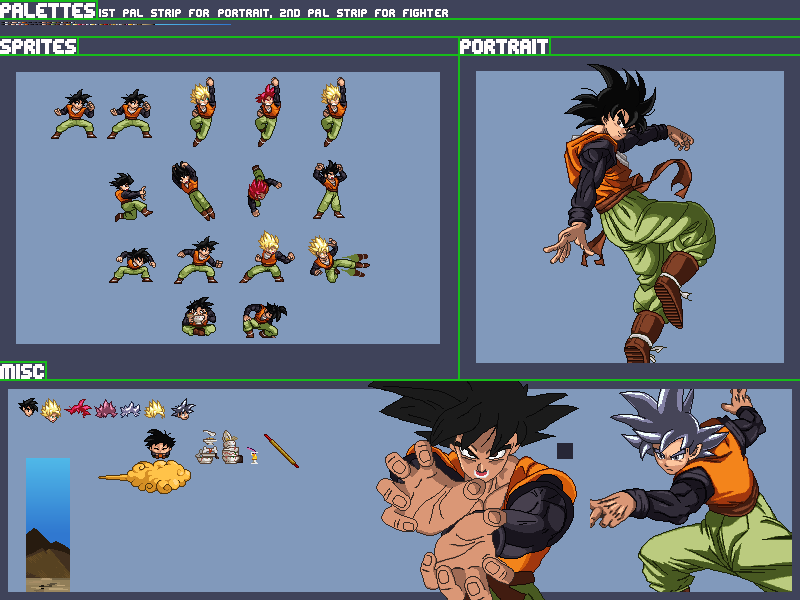 PALETTES 1ST PAL STRIP FOR PORTRAIT, 2ND PAL STRIP FOR FIGHTER
SPRITES
PORTRAIT
MISC